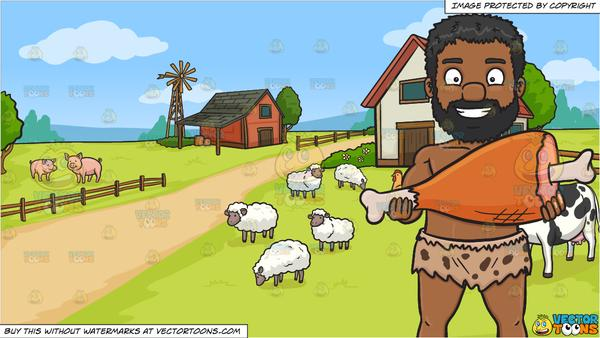 IMAGE PROTECTED BY COPYRIGHT
BUY THIS WITHOUT WATERMARKS AT VECTORTOONS.COM
VECTOR
TOONS